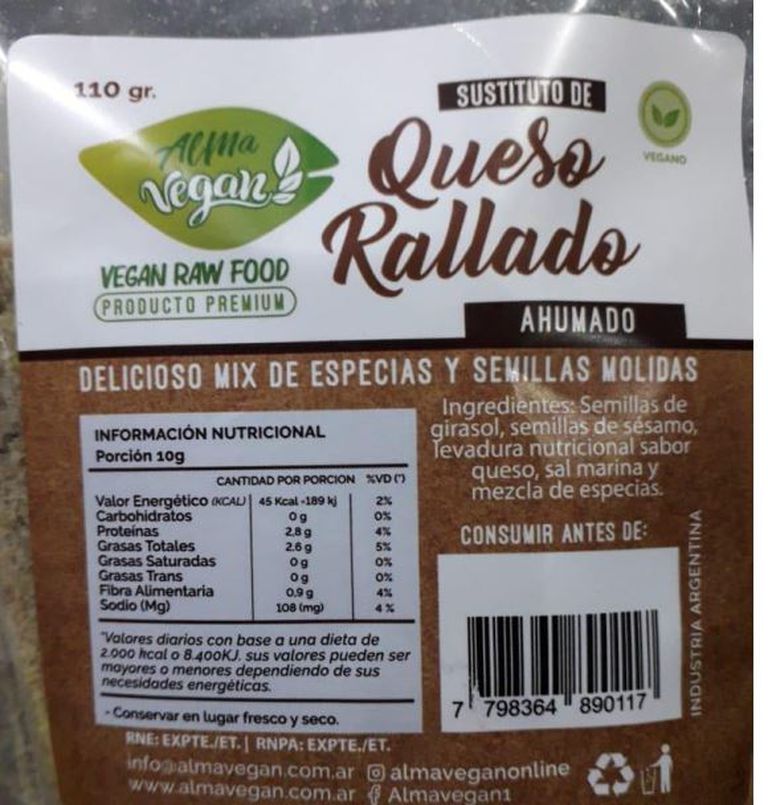 110 gr.
Alma
Vegan
VEGAN RAW FOOD
PRODUCTO PREMIUM
SUSTITUTO DE
Queso
Rallado
AHUMADO
VEGANO
DELICIOSO MIX DE ESPECIAS Y SEMILLAS MOLIDAS
INFORMACIÓN NUTRICIONAL
Porción 10g
CANTIDAD POR PORCION %VD (*)
Valor Energético (KCAL) 45 Kcal =189 kj 2%
Carbohidratos 0 g 0%
Proteínas 2,8 g 4%
Grasas Totales 2.6 g 5%
Grasas Saturadas 0 g 0%
Grasas Trans 0 g 0%
Fibra Alimentaria 0,9 g 4%
Sodio (Mg) 108 (mg) 4 %
*Valores diarios con base a una dieta de
2.000 kcal o 8.400KJ. sus valores pueden ser
mayores o menores dependiendo de sus
necesidades energéticas.
- Conservar en lugar fresco y seco.
RNE: EXPTE./ET. | RNPA: EXPTE./ET.
info@almavegan.com.ar almaveganonline
www.almavegan.com.ar Almavegan1
Ingredientes: Semillas de
girasol, semillas de sésamo,
levadura nutricional sabor
queso, sal marina y
mezcla de especias.
CONSUMIR ANTES DE:
7 798364 890117
INDUSTRIA ARGENTINA